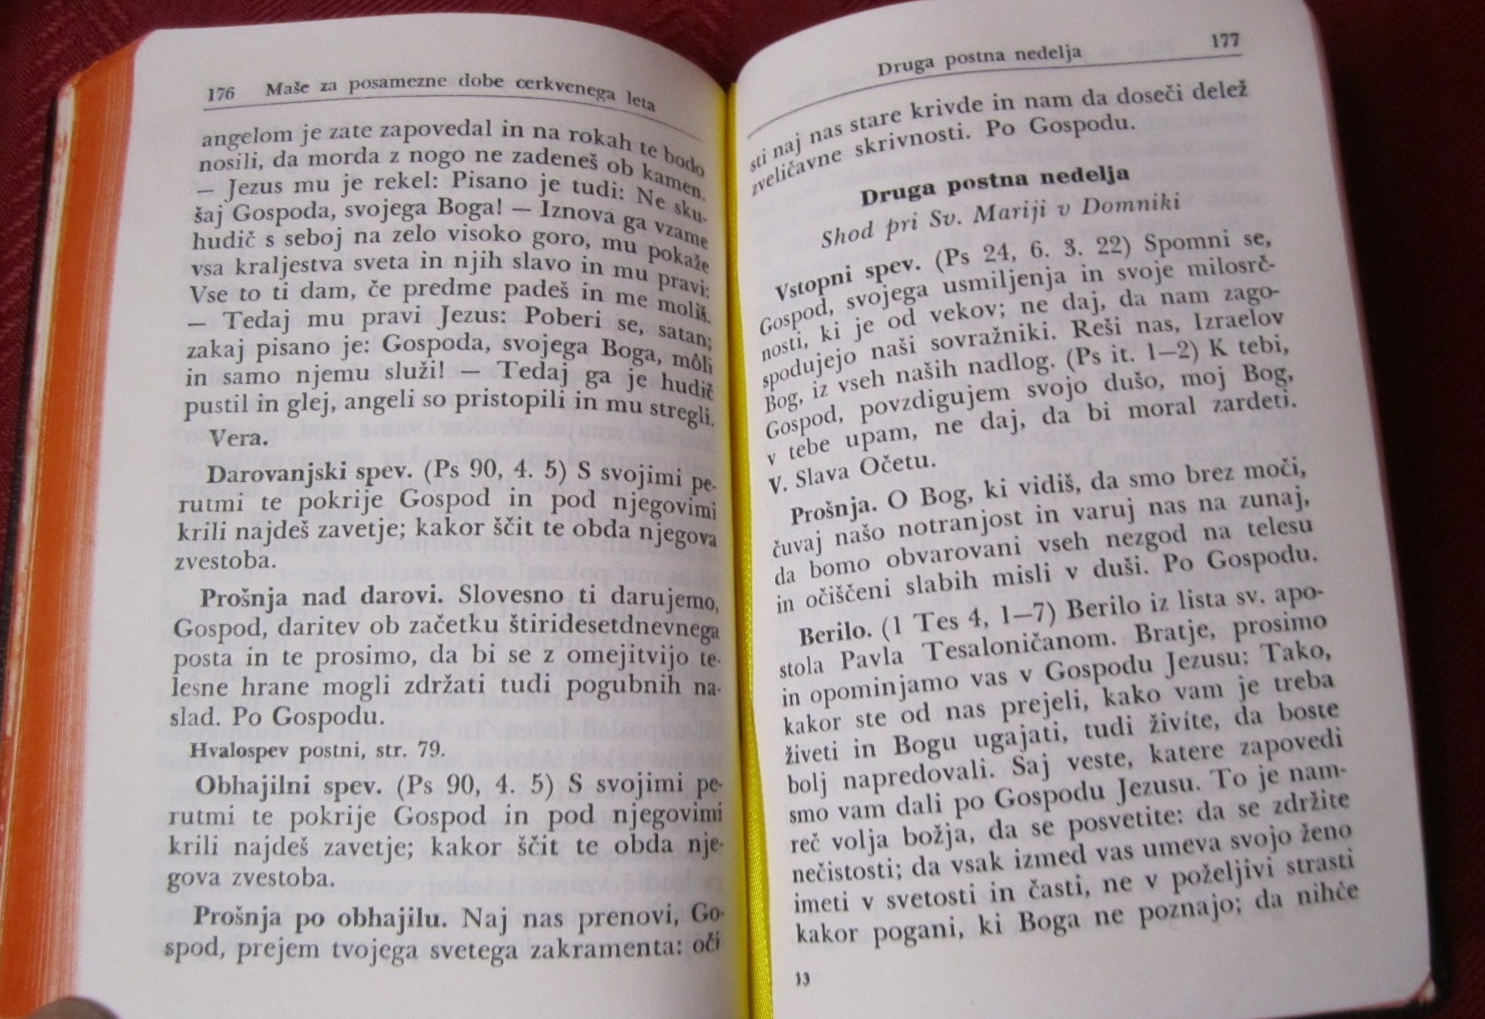 176 Maše za posamezne dobe cerkvenega leta
angelom je zate zapovedal in na rokah te bodo
nosili, da morda z nogo ne zadeneš ob kamen.
— Jezus mu je rekel: Pisano je tudi: Ne sku-
šaj Gospoda, svojega Boga! — Iznova ga vzame
hudič s seboj na zelo visoko goro, mu pokaže
vsa kraljestva sveta in njih slavo in mu pravi:
Vse to ti dam, če predme padeš in me moliš.
— Tedaj mu pravi Jezus: Poberi se, satan;
zakaj pisano je: Gospoda, svojega Boga, môli
in samo njemu služi! — Tedaj ga je hudič
pustil in glej, angeli so pristopili in mu stregli.
Vera.
Darovanjski spev. (Ps 90, 4. 5) S svojimi pe-
rutmi te pokrije Gospod in pod njegovimi
krili najdeš zavetje; kakor ščit te obda njegova
zvestoba.
Prošnja nad darovi. Slovesno ti darujemo,
Gospod, daritev ob začetku štiridesetdnevnega
posta in te prosimo, da bi se z omejitvijo te-
lesne hrane mogli zdržati tudi pogubnih na-
slad. Po Gospodu.
Hvalospev postni, str. 79.
Obhajilni spev. (Ps 90, 4. 5) S svojimi pe-
rutmi te pokrije Gospod in pod njegovimi
krili najdeš zavetje; kakor ščit te obda nje-
gova zvestoba.
Prošnja po obhajilu. Naj nas prenovi, Go-
spod, prejem tvojega svetega zakramenta: oči
Druga postna nedelja 177
sti naj nas stare krivde in nam da doseči delež
zveličavne skrivnosti. Po Gospodu.
Druga postna nedelja
Shod pri Sv. Mariji v Domniki
Vstopni spev. (Ps 24, 6. 3. 22) Spomni se,
Gospod, svojega usmiljenja in svoje milosrč-
nosti, ki je od vekov; ne daj, da nam zago-
spodujejo naši sovražniki. Reši nas, Izraelov
Bog, iz vseh naših nadlog. (Ps it. 1—2) K tebi,
Gospod, povzdigujem svojo dušo, moj Bog,
v tebe upam, ne daj, da bi moral zardeti.
V. Slava Očetu.
Prošnja. O Bog, ki vidiš, da smo brez moči,
čuvaj našo notranjost in varuj nas na zunaj,
da bomo obvarovani vseh nezgod na telesu
in očiščeni slabih misli v duši. Po Gospodu.
Berilo. (1 Tes 4, 1—7) Berilo iz lista sv. apo-
stola Pavla Tesaloničanom. Bratje, prosimo
in opominjamo vas v Gospodu Jezusu: Tako,
kakor ste od nas prejeli, kako vam je treba
živeti in Bogu ugajati, tudi živite, da boste
bolj napredovali. Saj veste, katere zapovedi
smo vam dali po Gospodu Jezusu. To je nam-
reč volja božja, da se posvetite: da se zdržite
nečistosti; da vsak izmed vas umeva svojo ženo
imeti v svetosti in časti, ne v poželjivi strasti
kakor pogani, ki Boga ne poznajo; da nihče
13